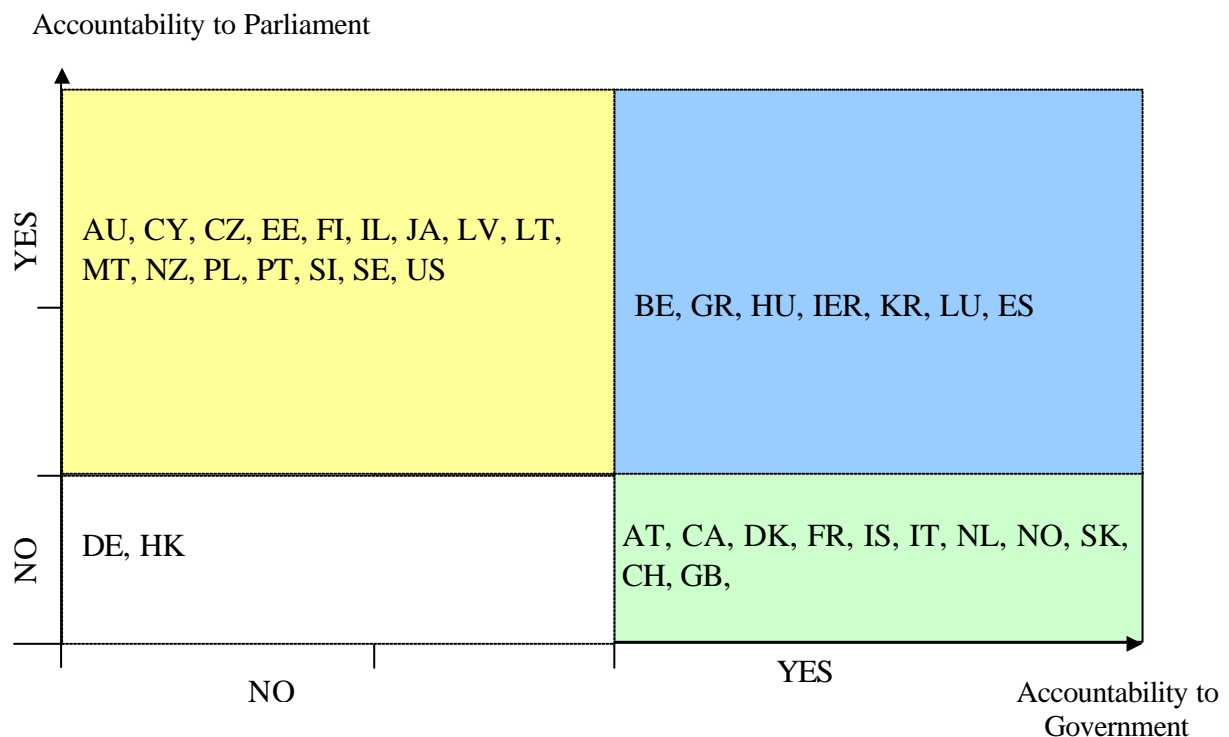 Accountability to Parliament
YES
AU, CY, CZ, EE, FI, IL, JA, LV, LT,
MT, NZ, PL, PT, SI, SE, US
BE, GR, HU, IER, KR, LU, ES
NO
DE, HK
AT, CA, DK, FR, IS, IT, NL, NO, SK,
CH, GB,
NO
YES
Accountability to
Government